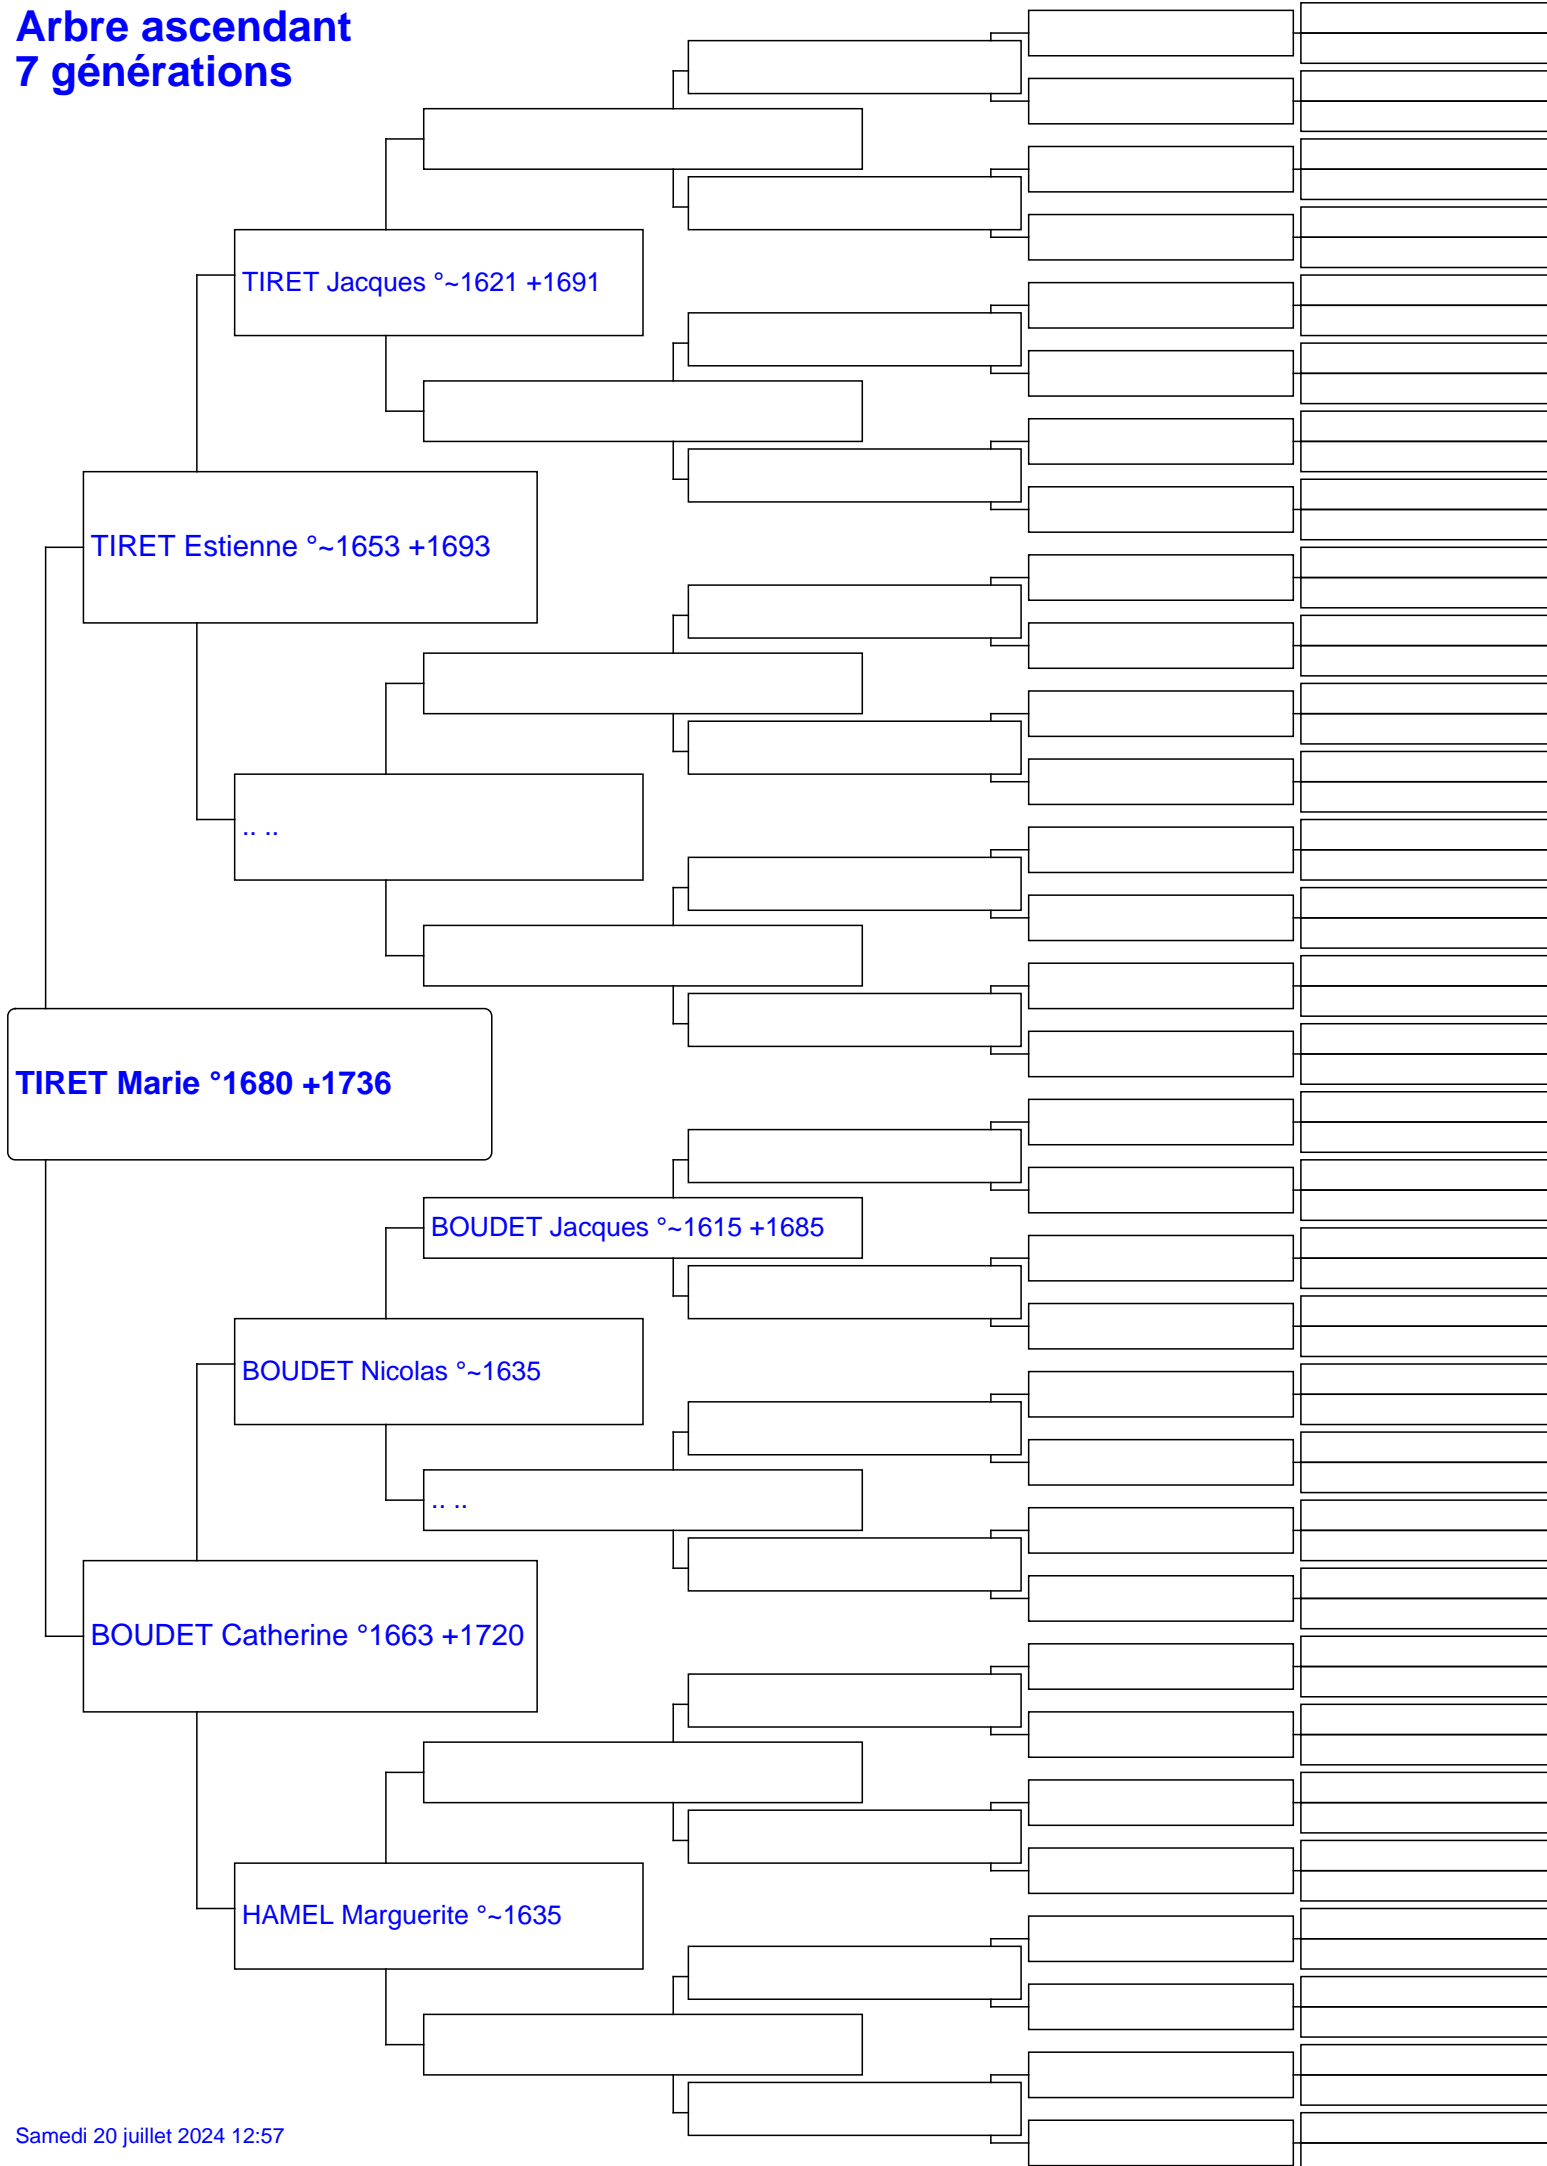 Arbre ascendant
7 générations
TIRET Jacques °~1621 +1691
TIRET Estienne °~1653 +1693
.. ..
TIRET Marie °1680 +1736
BOUDET Jacques °~1615 +1685
BOUDET Nicolas °~1635
.. ..
BOUDET Catherine °1663 +1720
HAMEL Marguerite °~1635
Samedi 20 juillet 2024 12:57